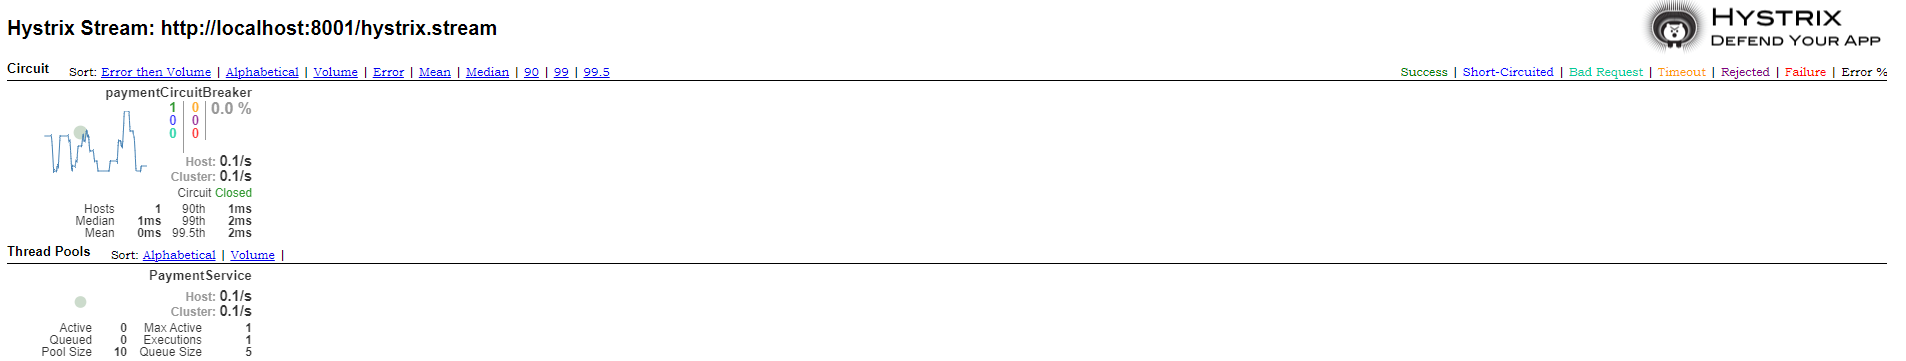 Hystrix Stream: http://localhost:8001/hystrix.stream
HYSTRIX
DEFEND YOUR APP
Circuit Sort: Error then Volume | Alphabetical | Volume | Error | Mean | Median | 90 | 99 | 99.5
Success | Short-Circuited | Bad Request | Timeout | Rejected | Failure | Error %
paymentCircuitBreaker
1 0 0.0 %
0 0
0 0
Host: 0.1/s
Cluster: 0.1/s
Circuit Closed
Hosts 1 90th 1ms
Median 1ms 99th 2ms
Mean 0ms 99.5th 2ms
Thread Pools Sort: Alphabetical | Volume |
PaymentService
Host: 0.1/s
Cluster: 0.1/s
Active 0 Max Active 1
Queued 0 Executions 1
Pool Size 10 Queue Size 5